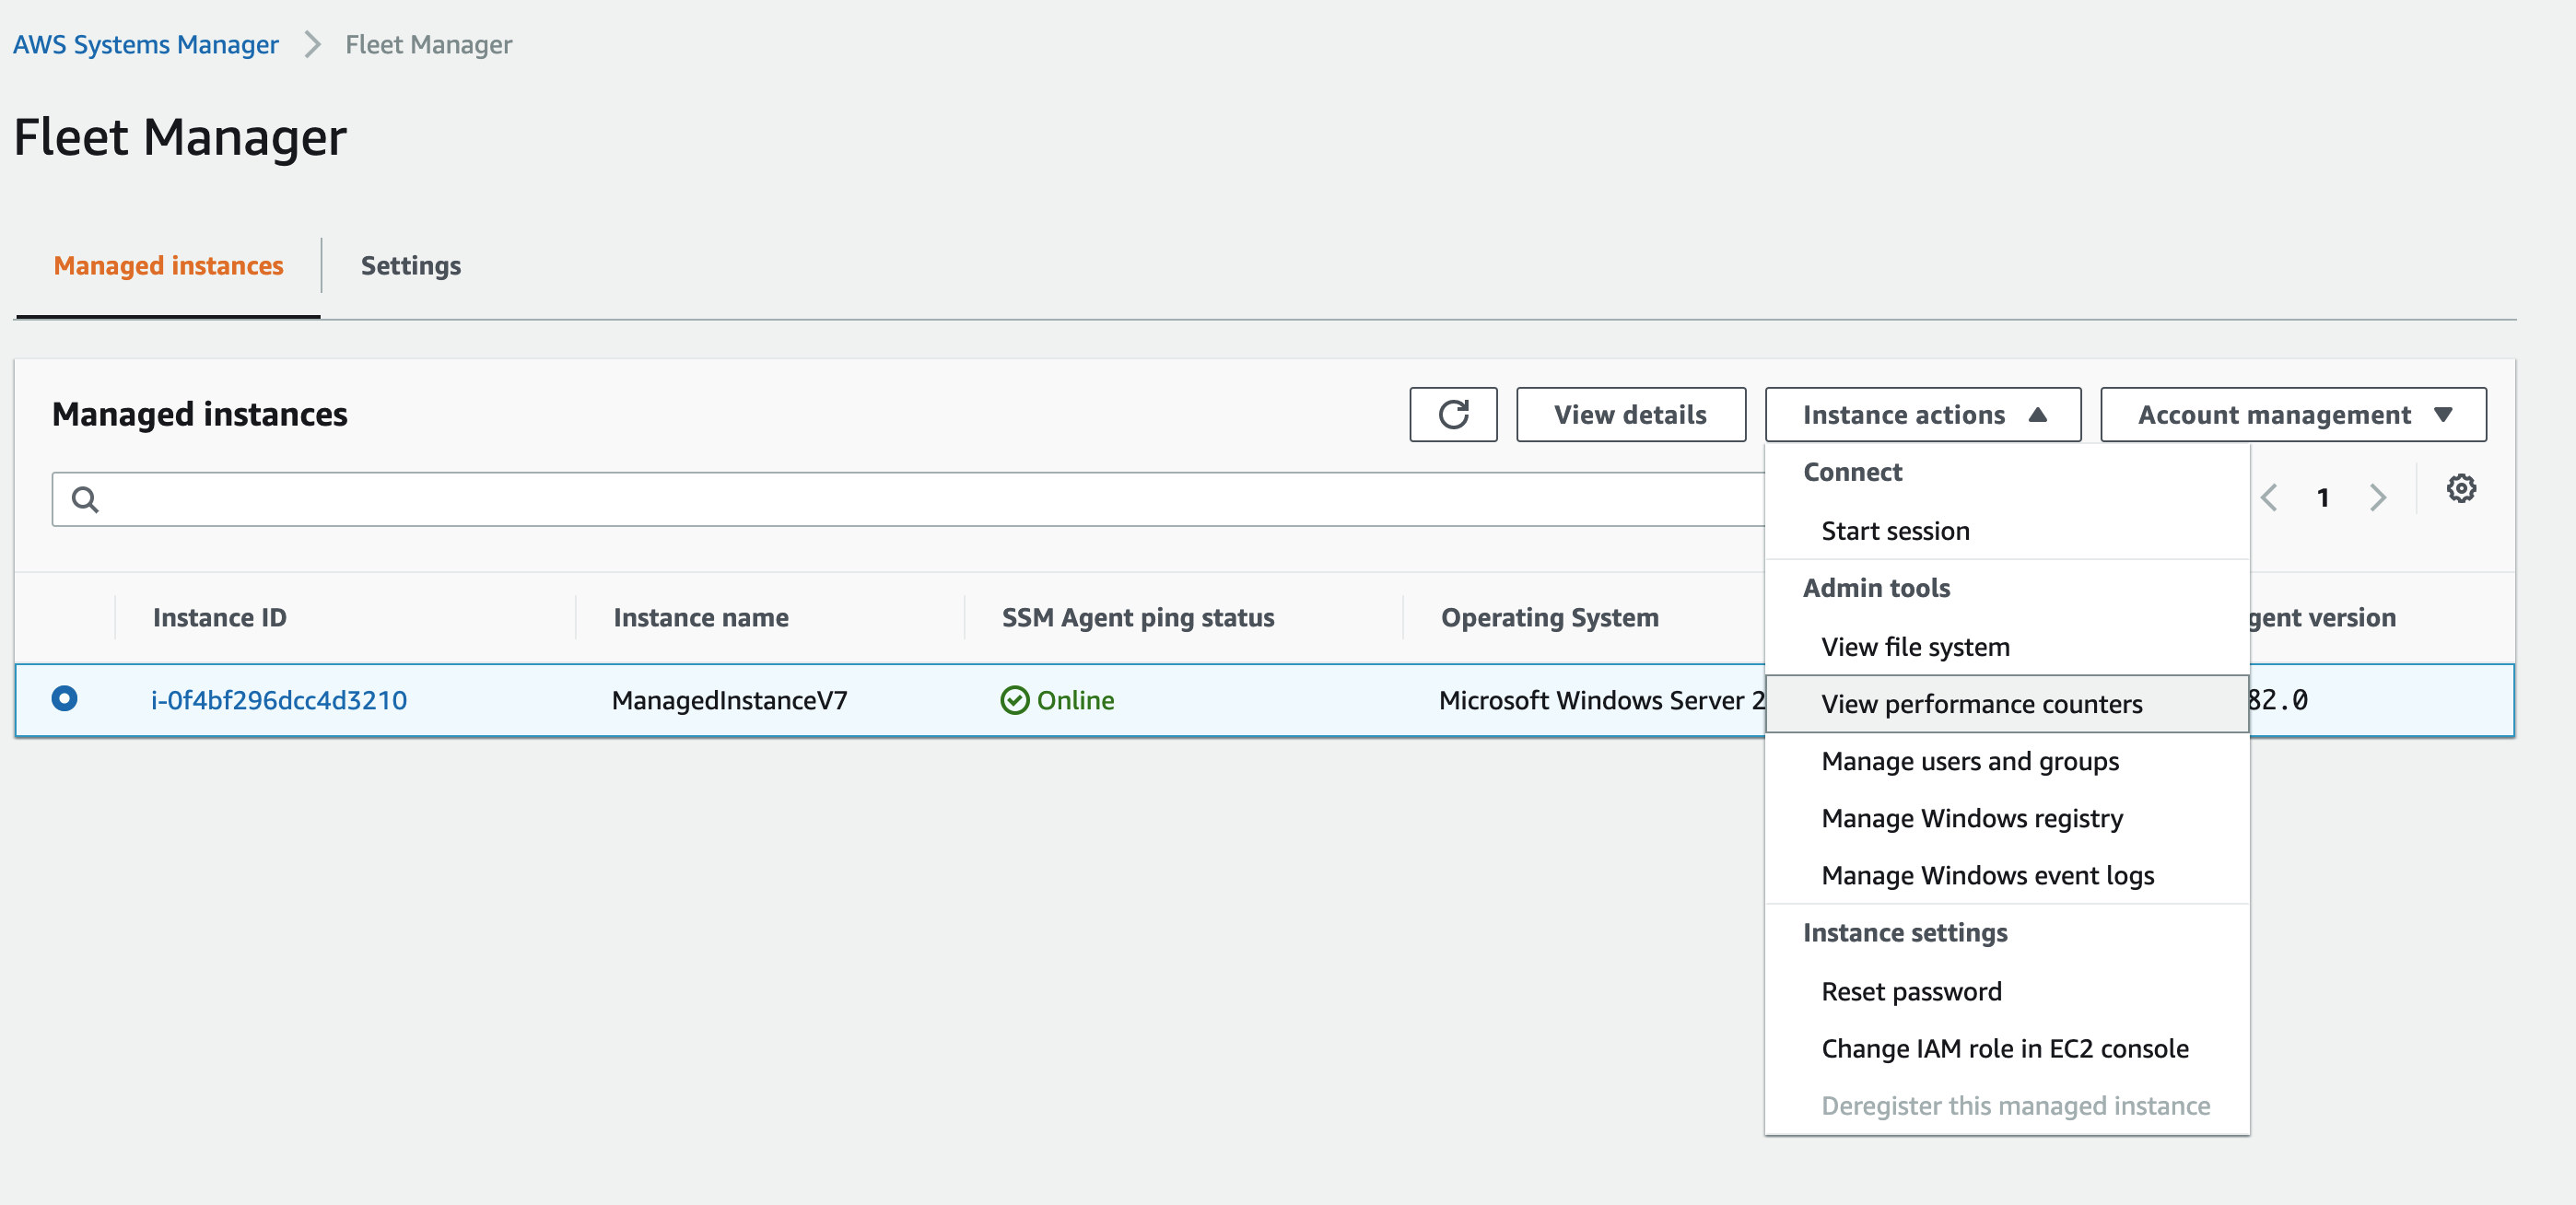 AWS Systems Manager > Fleet Manager
Fleet Manager
Managed instances
Settings
Managed instances
View details
Instance actions
Account management
Connect
Start session
1
Admin tools
View file system
View performance counters
Manage users and groups
Manage Windows registry
Manage Windows event logs
Instance settings
Reset password
Change IAM role in EC2 console
Deregister this managed instance
Instance ID
Instance name
SSM Agent ping status
Operating System
version
i-0f4bf296dcc4d3210
ManagedInstanceV7
Online
Microsoft Windows Server 2
82.0